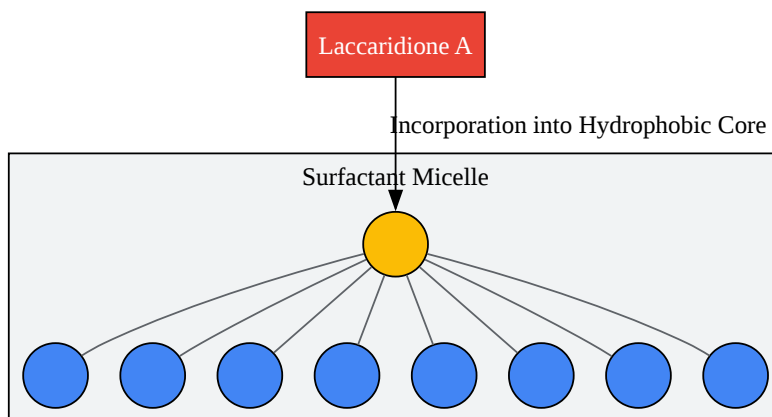 Laccaridione A
Incorporation into Hydrophobic Core
Surfactant Micelle